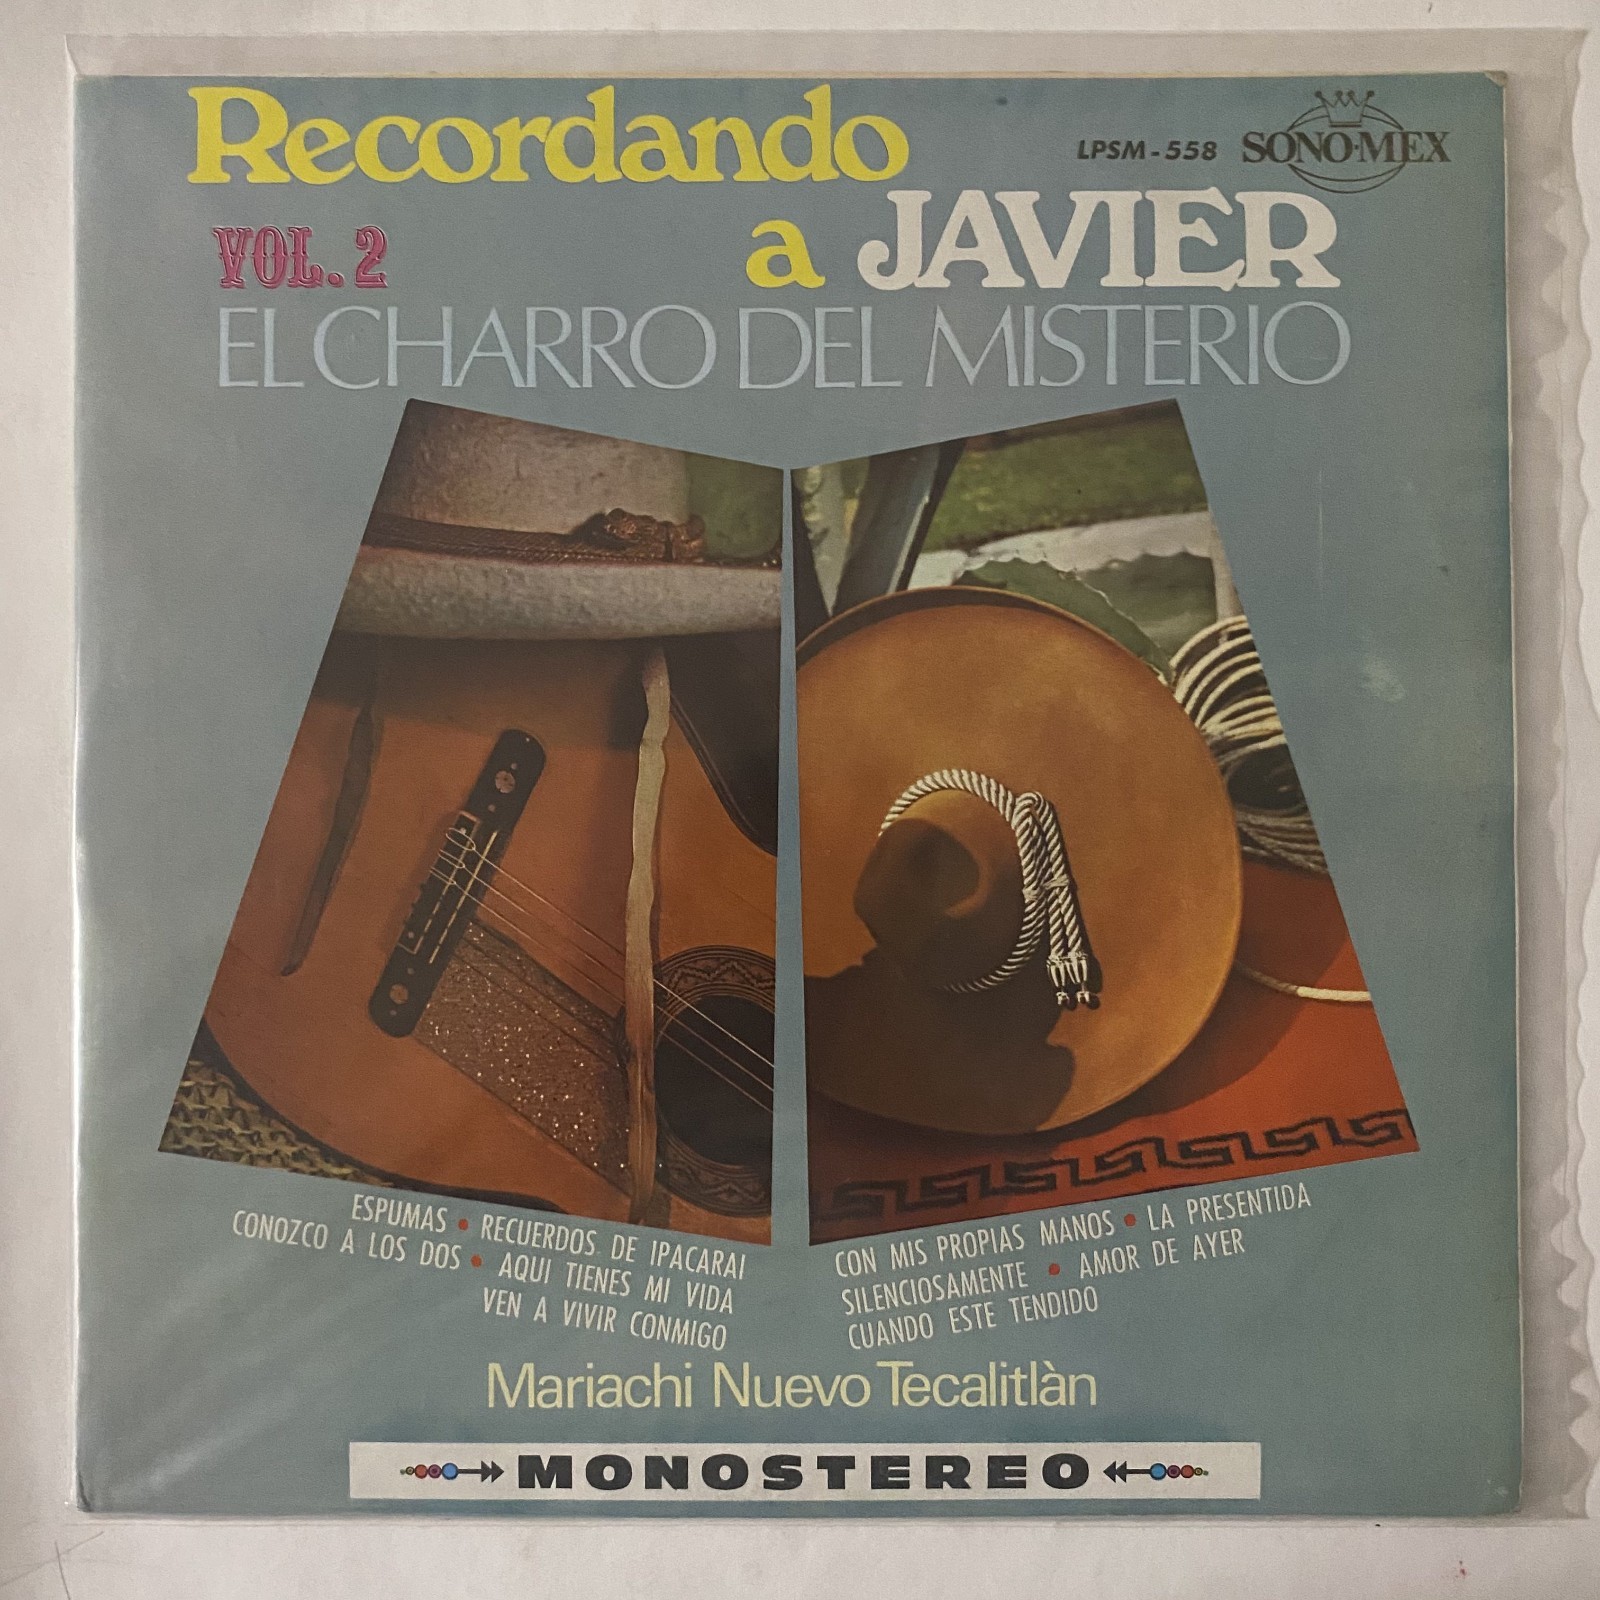 Recordando
LPSM-558 SONO·MEX
VOL. 2
a JAVIER
EL CHARRO DEL MISTERIO
ESPUMAS • RECUERDOS DE IPACARAI
CONOZCO A LOS DOS • AQUI TIENES MI VIDA
VEN A VIVIR CONMIGO
CON MIS PROPIAS MANOS • LA PRESENTIDA
SILENCIOSAMENTE • AMOR DE AYER
CUANDO ESTE TENDIDO
Mariachi Nuevo Tecalitlàn
MONOSTEREO